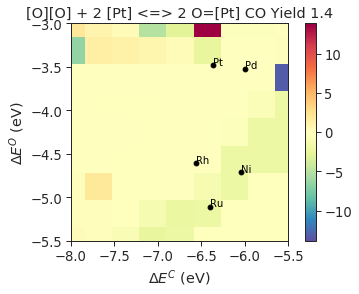 [O][O] + 2 [Pt] <=> 2 O=[Pt] CO Yield 1.4
−3.0
−3.5
−4.0
−4.5
−5.0
−5.5
ΔE^O (eV)
Pt
Pd
Rh
Ni
Ru
−8.0 −7.5 −7.0 −6.5 −6.0 −5.5
ΔE^C (eV)
10
5
0
−5
−10